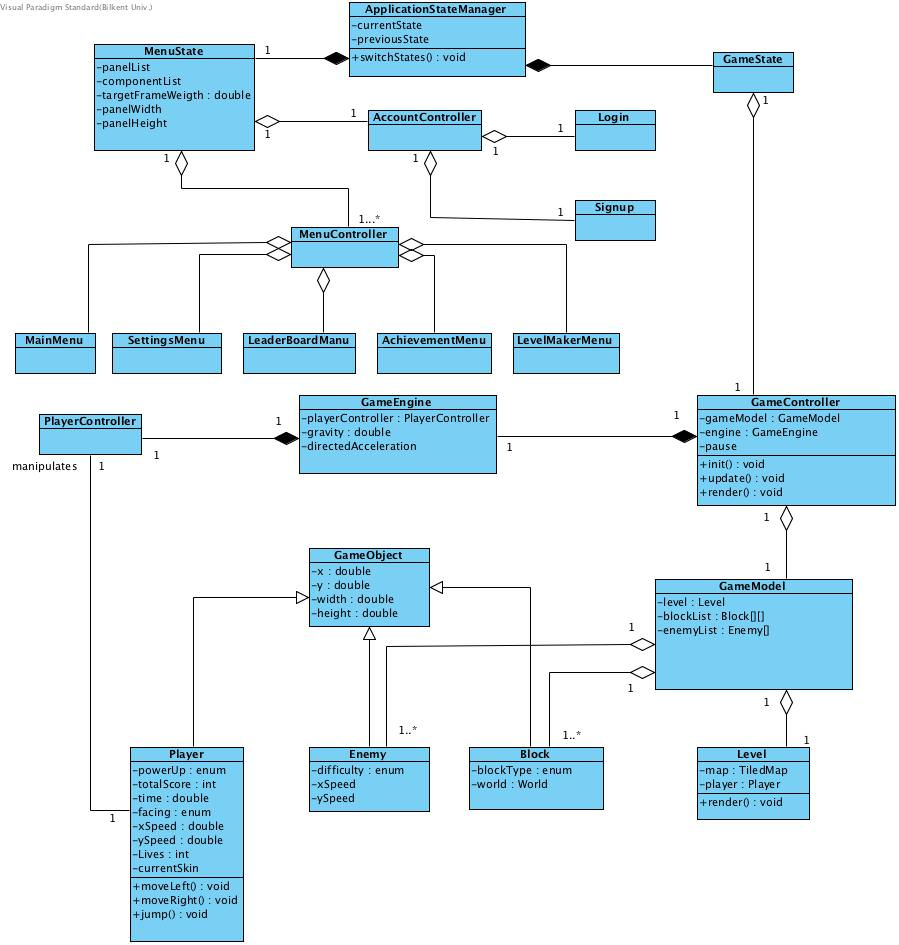 Visual Paradigm Standard(Bilkent Univ.)
ApplicationStateManager
-currentState
-previousState
+switchStates() : void
MenuState
-panelList
-componentList
-targetFrameWeigth : double
-panelWidth
-panelHeight
1
GameState
1
1
1
AccountController
1
1
Login
1
1
Signup
1
1...*
MenuController
MainMenu
SettingsMenu
LeaderBoardManu
AchievementMenu
LevelMakerMenu
1
PlayerController
1
manipulates
1
1
GameEngine
-playerController : PlayerController
-gravity : double
-directedAcceleration
1
1
GameController
-gameModel : GameModel
-engine : GameEngine
-pause
+init() : void
+update() : void
+render() : void
1
1
GameObject
-x : double
-y : double
-width : double
-height : double
GameModel
-level : Level
-blockList : Block[][]
-enemyList : Enemy[]
1
1
1
1..*
1..*
1
Player
-powerUp : enum
-totalScore : int
-time : double
-facing : enum
-xSpeed : double
-ySpeed : double
-Lives : int
-currentSkin
+moveLeft() : void
+moveRight() : void
+jump() : void
1
Enemy
-difficulty : enum
-xSpeed
-ySpeed
Block
-blockType : enum
-world : World
Level
-map : TiledMap
-player : Player
+render() : void